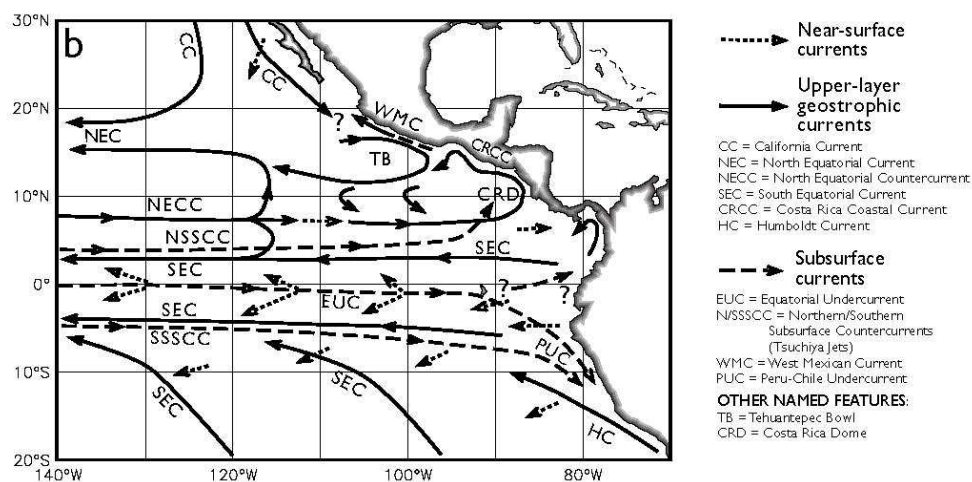 30°N
b
CC
CC
20°N
?
WMC
NEC
CRCC
TB
10°N
CRD
NECC
NSSCC
SEC
SEC
0°
?
?
EUC
SEC
SSSCC
PUC
10°S
SEC
SEC
HC
20°S
140°W
120°W
100°W
80°W
Near-surface
currents
Upper-layer
geostrophic
currents
CC = California Current
NEC = North Equatorial Current
NECC = North Equatorial Countercurrent
SEC = South Equatorial Current
CRCC = Costa Rica Coastal Current
HC = Humboldt Current
Subsurface
currents
EUC = Equatorial Undercurrent
N/SSSCC = Northern/Southern
Subsurface Countercurrents
(Tsuchiya Jets)
WMC = West Mexican Current
PUC = Peru-Chile Undercurrent
OTHER NAMED FEATURES:
TB = Tehuantepec Bowl
CRD = Costa Rica Dome